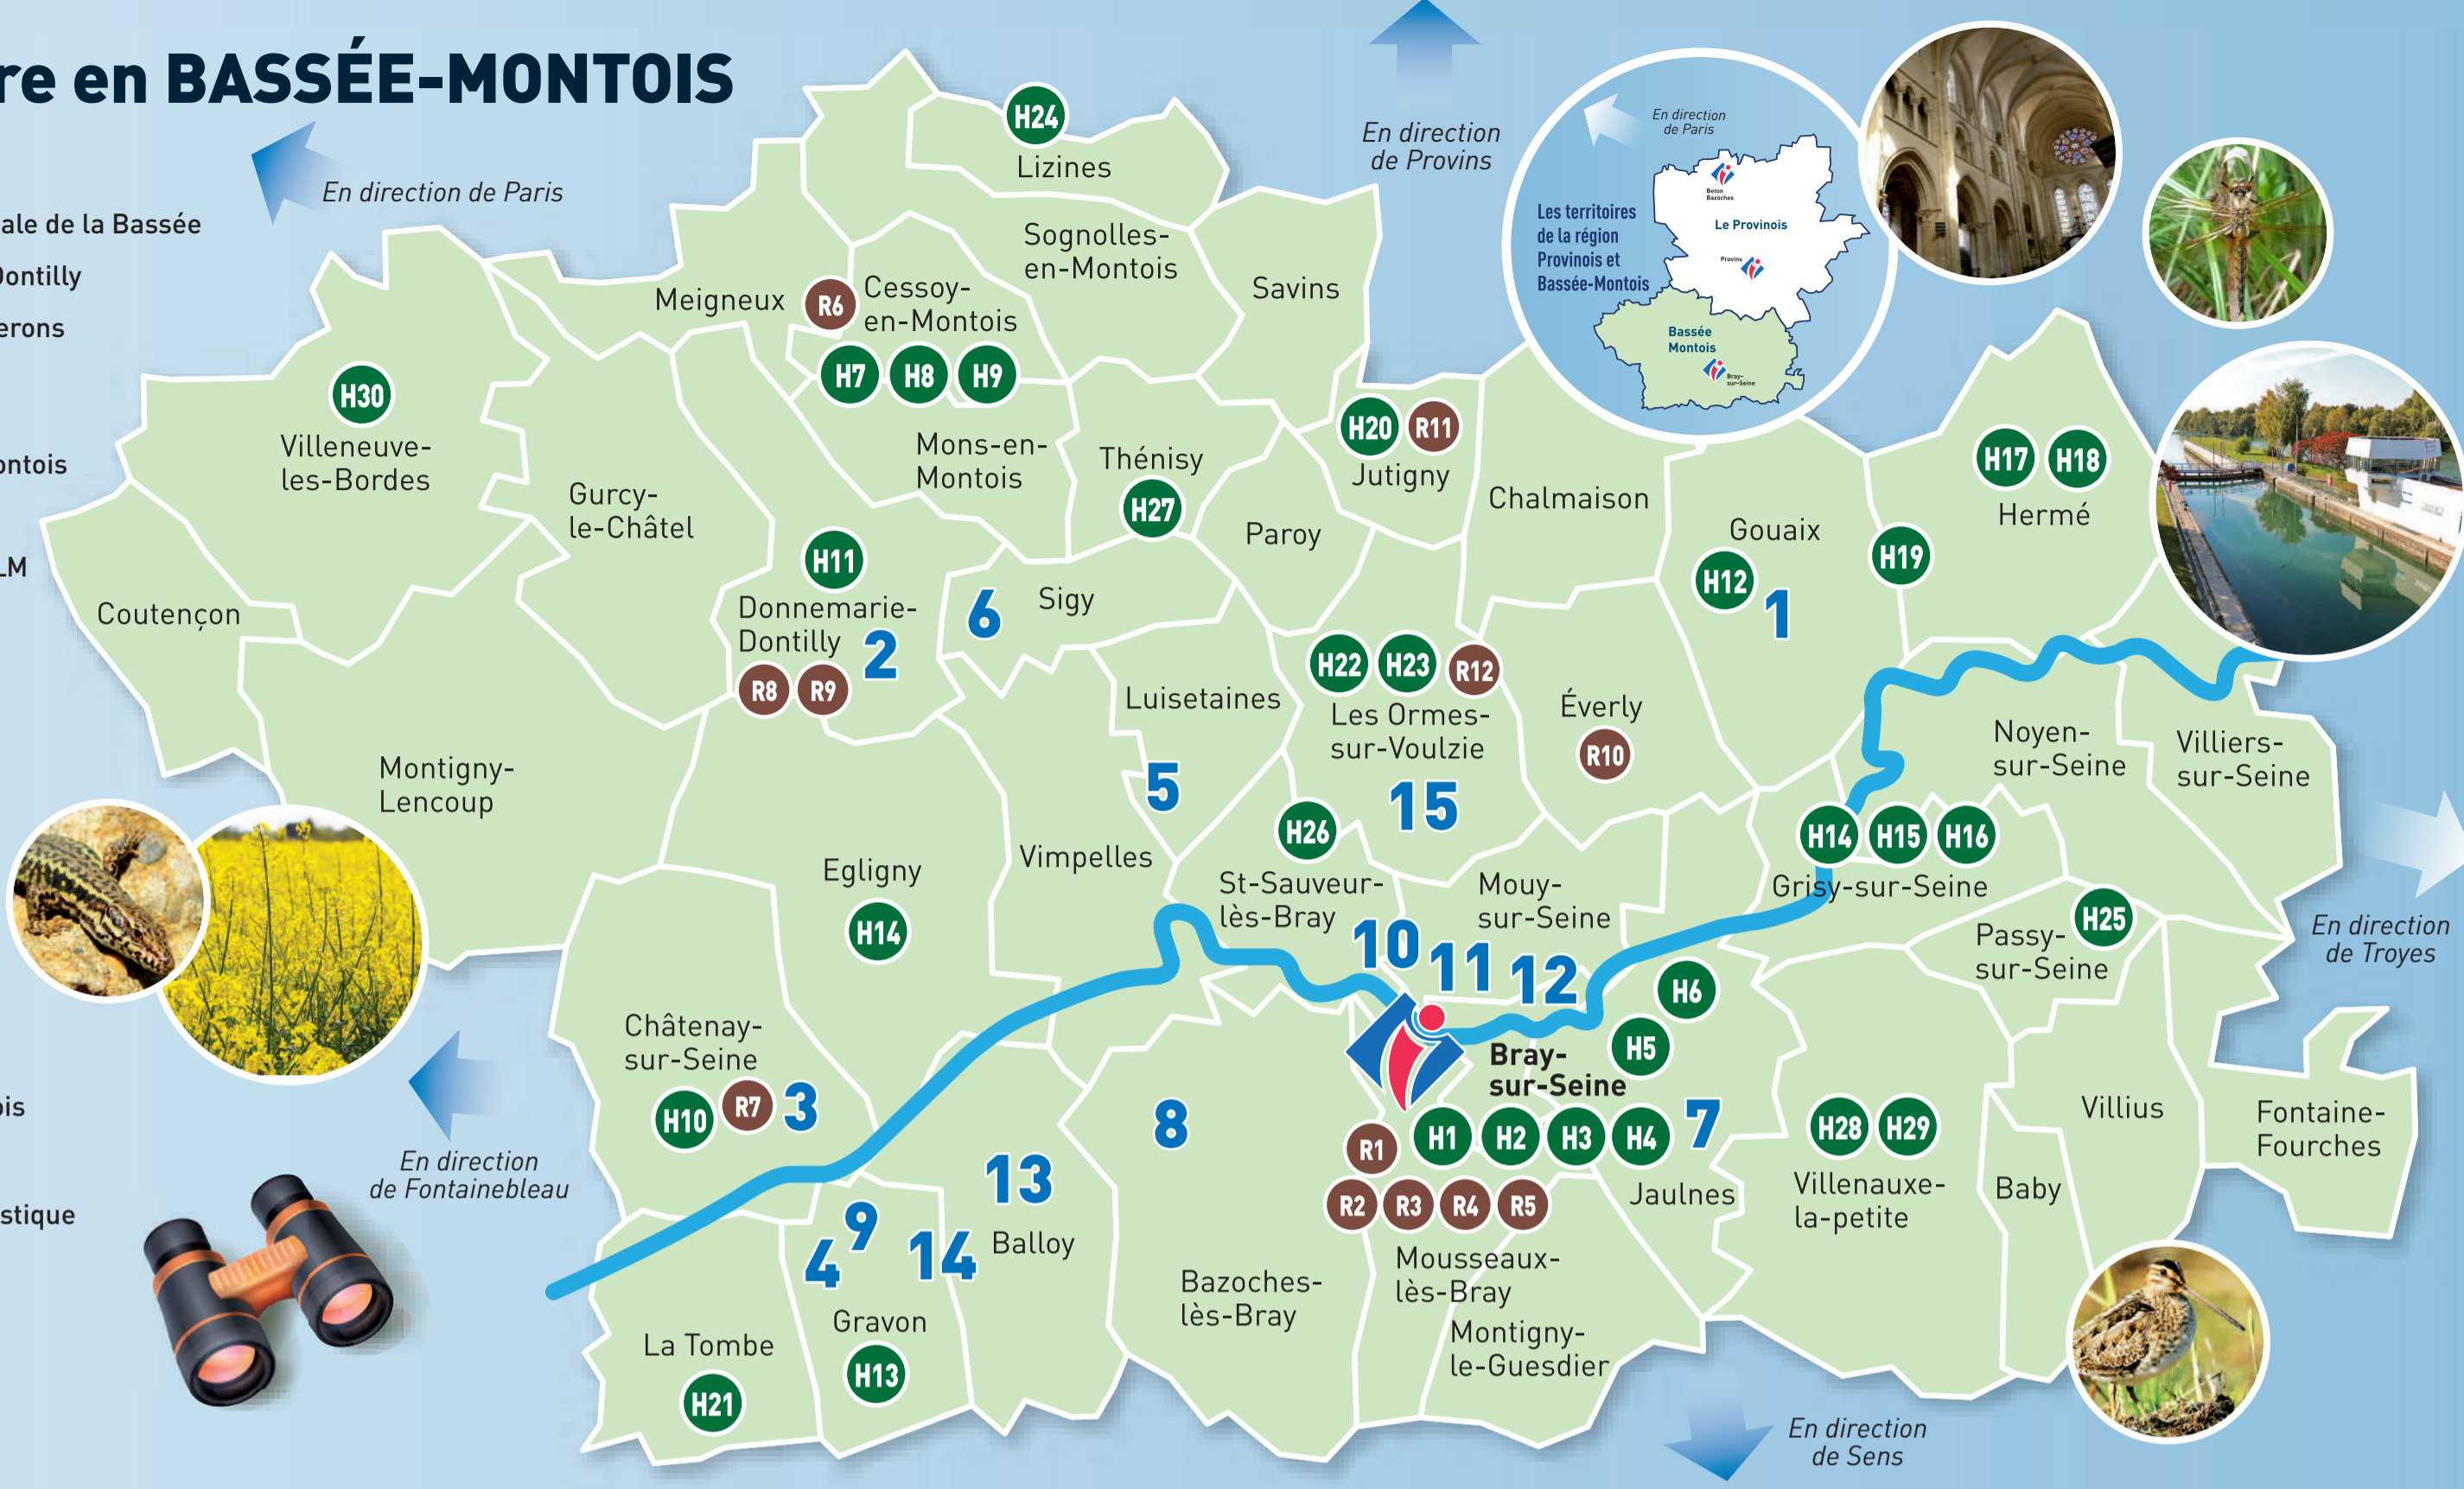 re en BASSÉE-MONTOIS
En direction de Paris
ale de la Bassée
Dontilly
erons
ontois
LM
ois
stique
En direction
de Provins
En direction
de Paris
Les territoires
de la région
Provinois et
Bassée-Montois
Beton
Bazoches
Le Provinois
Provins
Bassée
Montois
Bray-
sur-Seine
H24
Lizines
Sognolles-
en-Montois
Savins
Meigneux
R6
Cessoy-
en-Montois
H7 H8 H9
H30
Villeneuve-
les-Bordes
Gurcy-
le-Châtel
Mons-en-
Montois
Thénisy
H27
H20 R11
Jutigny
Paroy
Chalmaison
Gouaix
H12 1
H19
H17 H18
Hermé
Coutençon
H11
Donnemarie-
Dontilly 2
R8 R9
6 Sigy
Luisetaines
5
H22 H23 R12
Les Ormes-
sur-Voulzie
15
Éverly
R10
Noyen-
sur-Seine
Villiers-
sur-Seine
Montigny-
Lencoup
Egligny
H14
Vimpelles
H26
St-Sauveur-
lès-Bray
Mouy-
sur-Seine
10 11 12
H14 H15 H16
Grisy-sur-Seine
H25
Passy-
sur-Seine
En direction
de Troyes
Châtenay-
sur-Seine
H10 R7 3
En direction
de Fontainebleau
H6
H5
Bray-
sur-Seine
R1 H1 H2 H3 H4 7
R2 R3 R4 R5
Jaulnes
8
13
Balloy
4 9 14
Gravon
H13
La Tombe
H21
Bazoches-
lès-Bray
Mousseaux-
lès-Bray
Montigny-
le-Guesdier
H28 H29
Villenauxe-
la-petite
Baby
Villius
Fontaine-
Fourches
En direction
de Sens